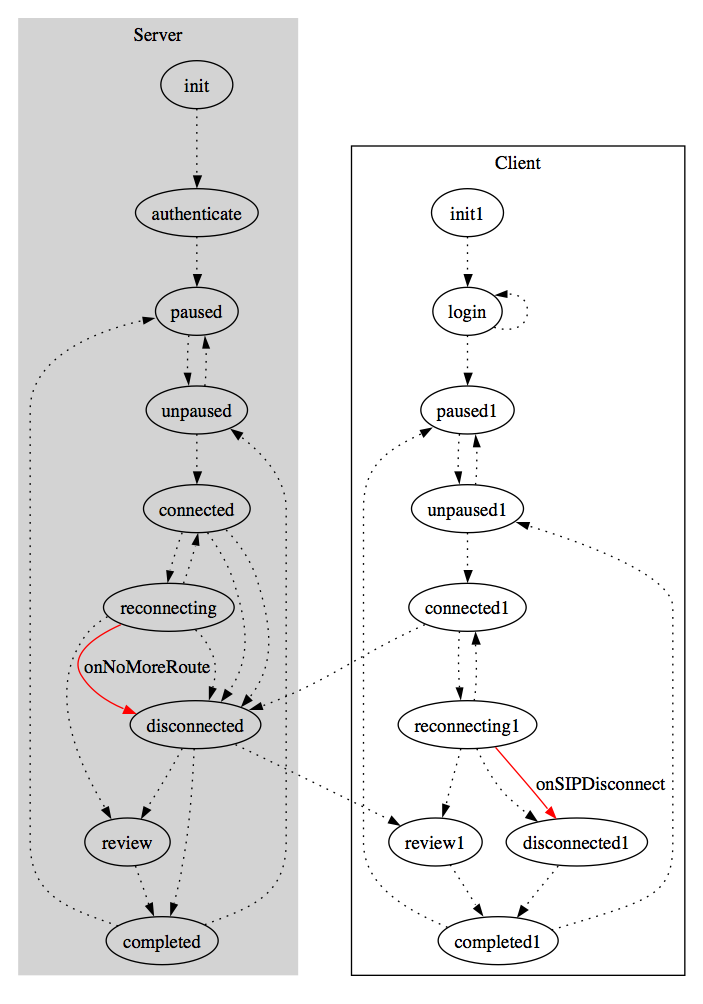 Server
init
authenticate
paused
unpaused
connected
reconnecting
onNoMoreRoute
disconnected
review
completed
Client
init1
login
paused1
unpaused1
connected1
reconnecting1
onSIPDisconnect
review1
disconnected1
completed1